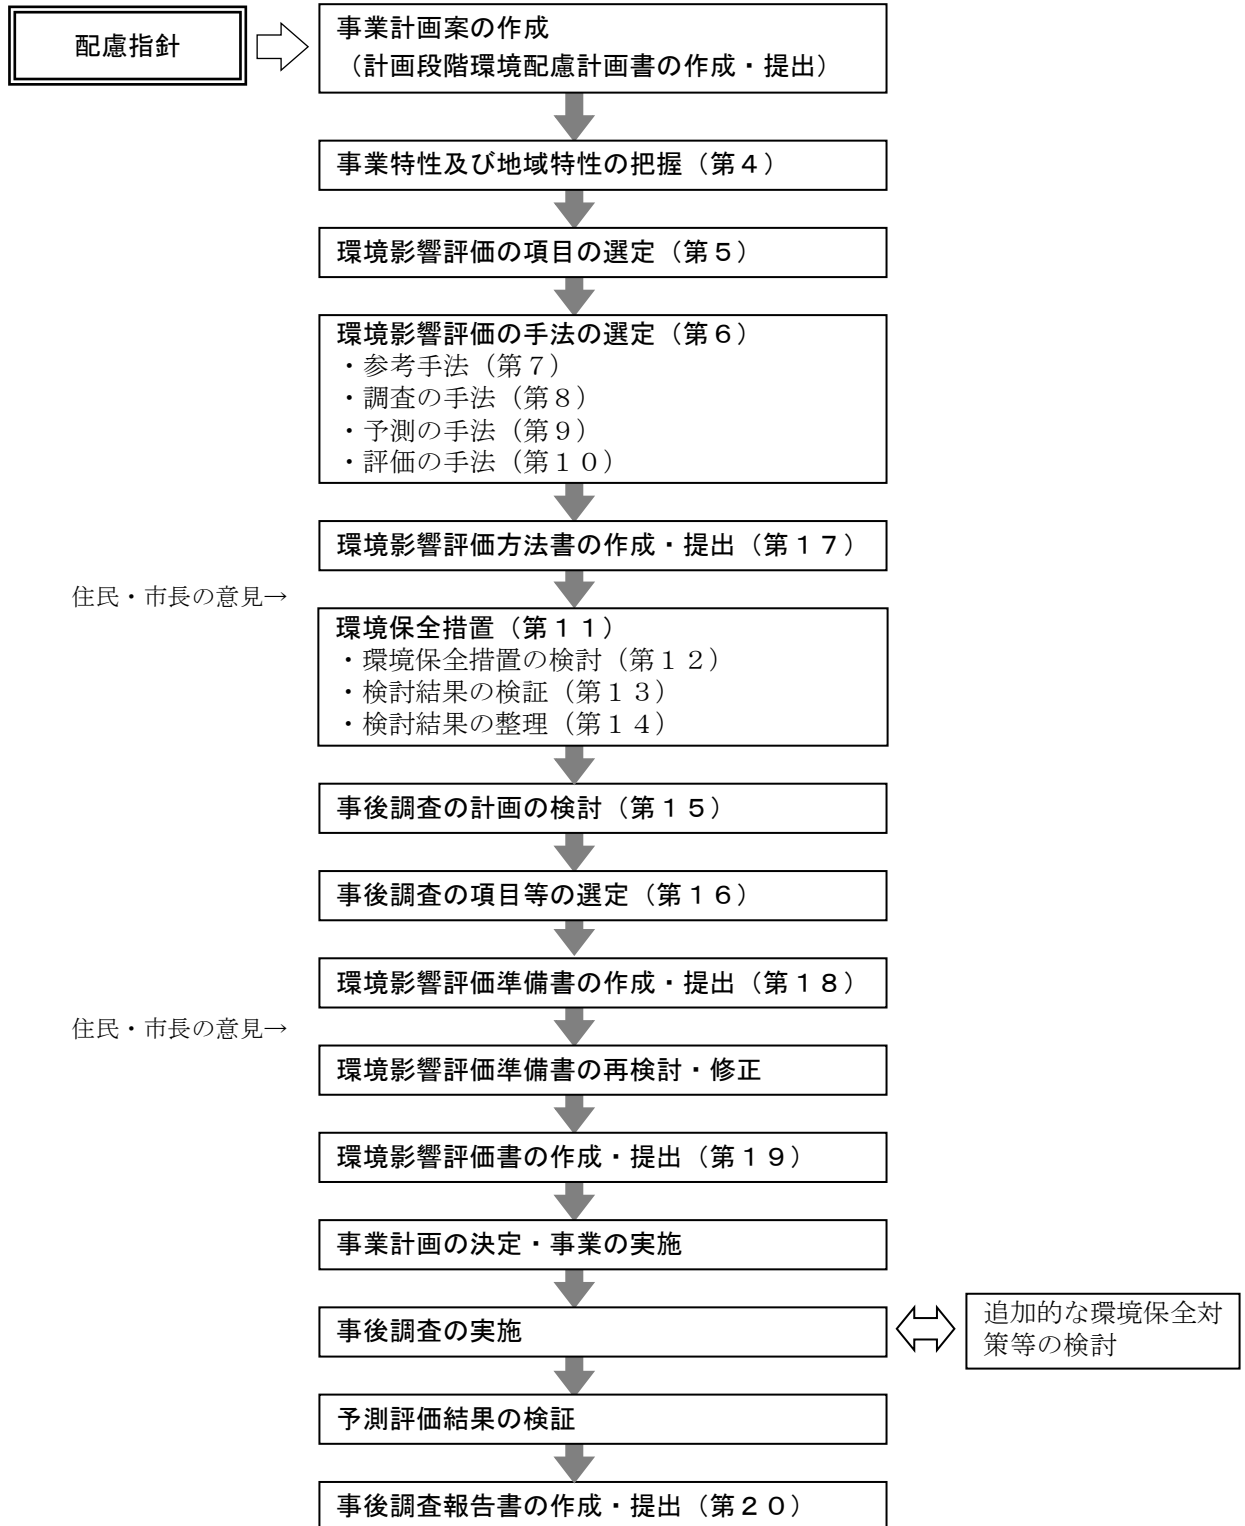 配慮指針
事業計画案の作成
（計画段階環境配慮計画書の作成・提出）
事業特性及び地域特性の把握（第４）
環境影響評価の項目の選定（第５）
環境影響評価の手法の選定（第６）
・参考手法（第７）
・調査の手法（第８）
・予測の手法（第９）
・評価の手法（第１０）
環境影響評価方法書の作成・提出（第１７）
住民・市長の意見→
環境保全措置（第１１）
・環境保全措置の検討（第１２）
・検討結果の検証（第１３）
・検討結果の整理（第１４）
事後調査の計画の検討（第１５）
事後調査の項目等の選定（第１６）
環境影響評価準備書の作成・提出（第１８）
住民・市長の意見→
環境影響評価準備書の再検討・修正
環境影響評価書の作成・提出（第１９）
事業計画の決定・事業の実施
事後調査の実施
追加的な環境保全対
策等の検討
予測評価結果の検証
事後調査報告書の作成・提出（第２０）